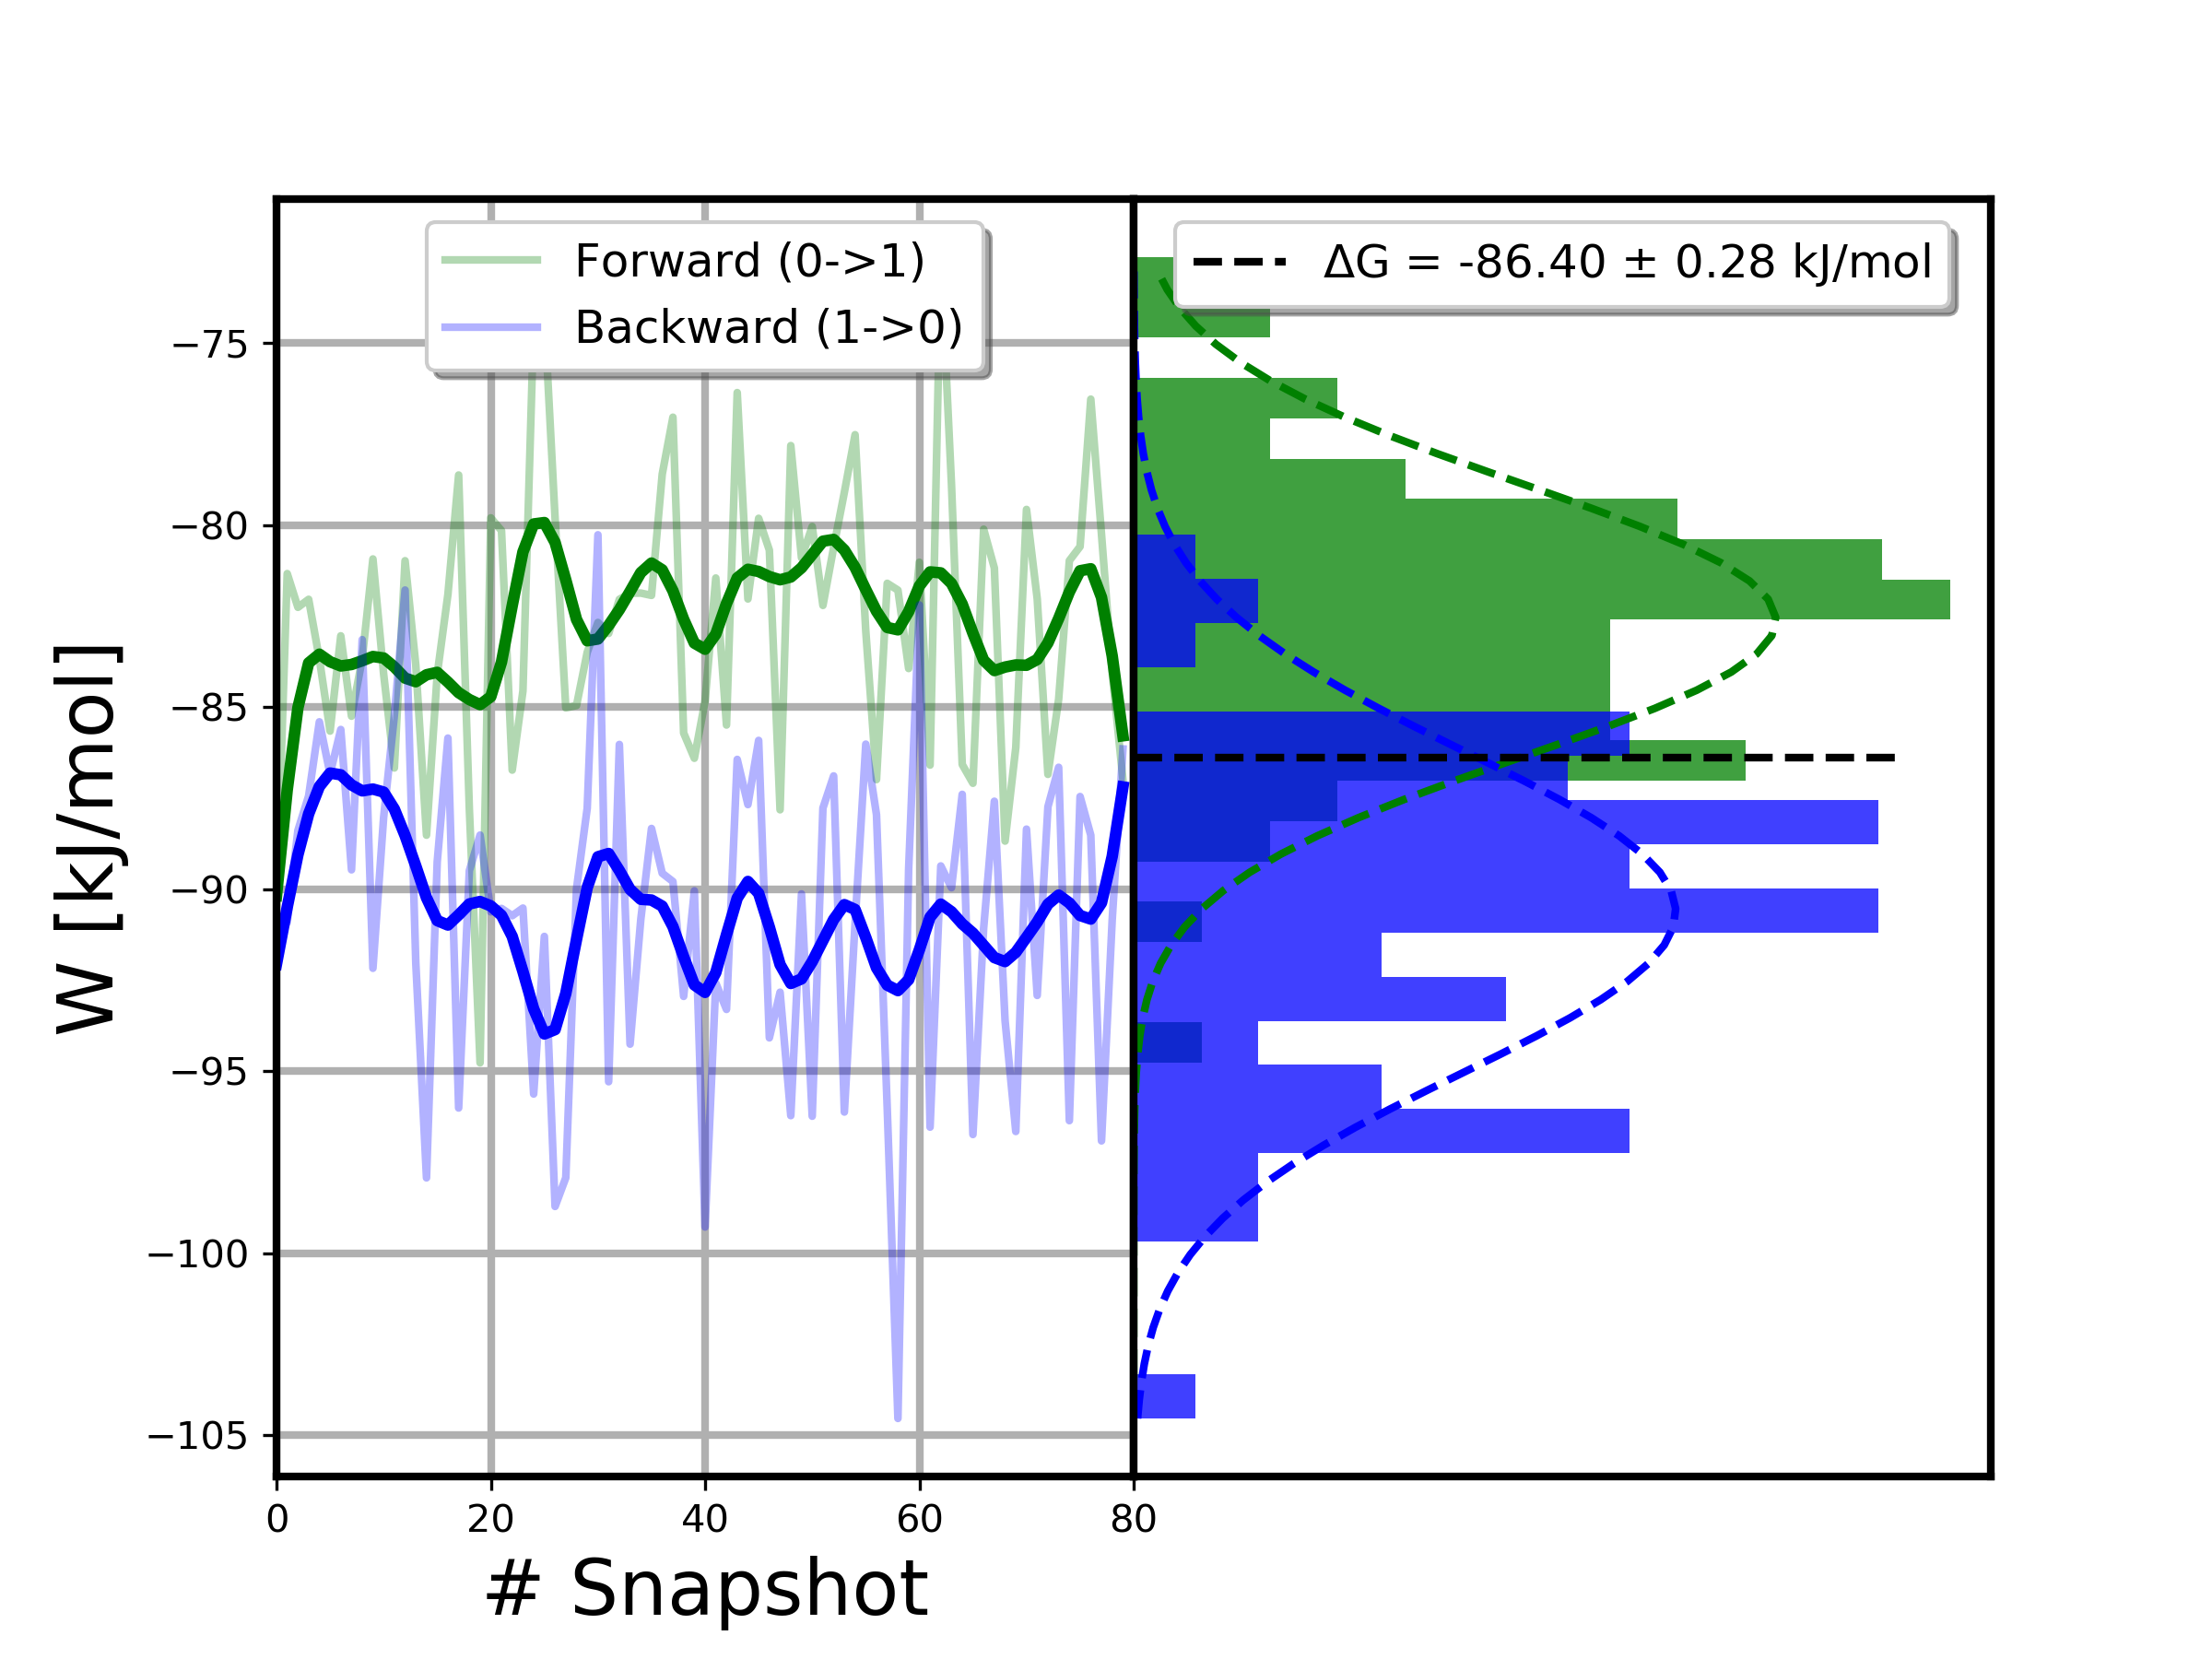 Forward (0->1)
Backward (1->0)
ΔG = -86.40 ± 0.28 kJ/mol
−75
−80
−85
−90
−95
−100
−105
W [kJ/mol]
0 20 40 60 80
# Snapshot